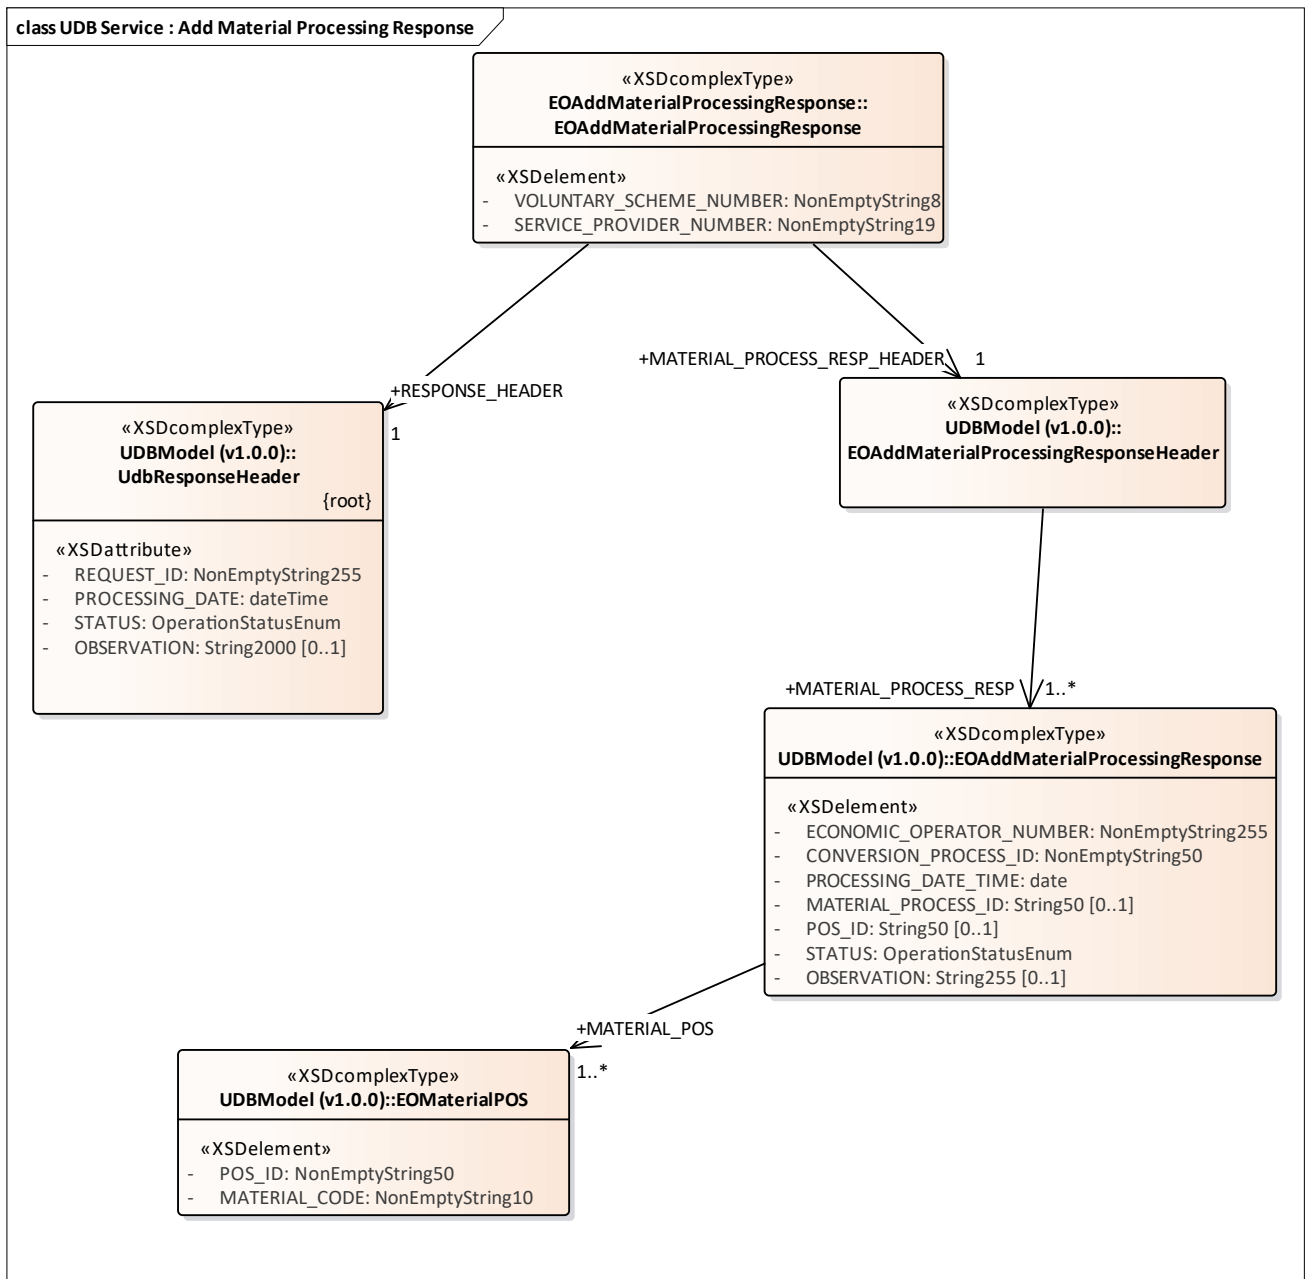 class UDB Service : Add Material Processing Response
«XSDcomplexType»
EOAddMaterialProcessingResponse::
EOAddMaterialProcessingResponse
«XSDelement»
- VOLUNTARY_SCHEME_NUMBER: NonEmptyString8
- SERVICE_PROVIDER_NUMBER: NonEmptyString19
+MATERIAL_PROCESS_RESP_HEADER 1
+RESPONSE_HEADER
1
«XSDcomplexType»
UDBModel (v1.0.0)::
EOAddMaterialProcessingResponseHeader
«XSDcomplexType»
UDBModel (v1.0.0)::
UdbResponseHeader
{root}
«XSDattribute»
- REQUEST_ID: NonEmptyString255
- PROCESSING_DATE: dateTime
- STATUS: OperationStatusEnum
- OBSERVATION: String2000 [0..1]
+MATERIAL_PROCESS_RESP 1..*
«XSDcomplexType»
UDBModel (v1.0.0)::EOAddMaterialProcessingResponse
«XSDelement»
- ECONOMIC_OPERATOR_NUMBER: NonEmptyString255
- CONVERSION_PROCESS_ID: NonEmptyString50
- PROCESSING_DATE_TIME: date
- MATERIAL_PROCESS_ID: String50 [0..1]
- POS_ID: String50 [0..1]
- STATUS: OperationStatusEnum
- OBSERVATION: String255 [0..1]
+MATERIAL_POS
1..*
«XSDcomplexType»
UDBModel (v1.0.0)::EOMaterialPOS
«XSDelement»
- POS_ID: NonEmptyString50
- MATERIAL_CODE: NonEmptyString10